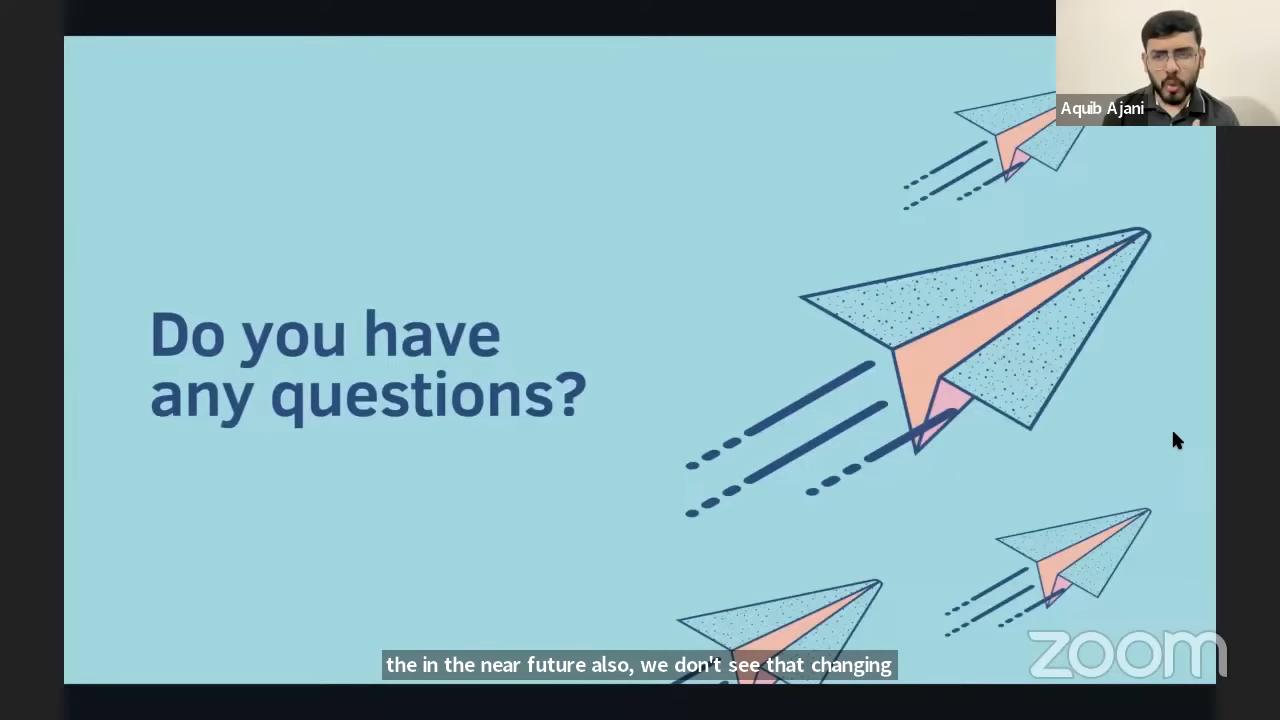 Aquib Ajani
Do you have
any questions?
the in the near future also, we don't see that changing
zoom